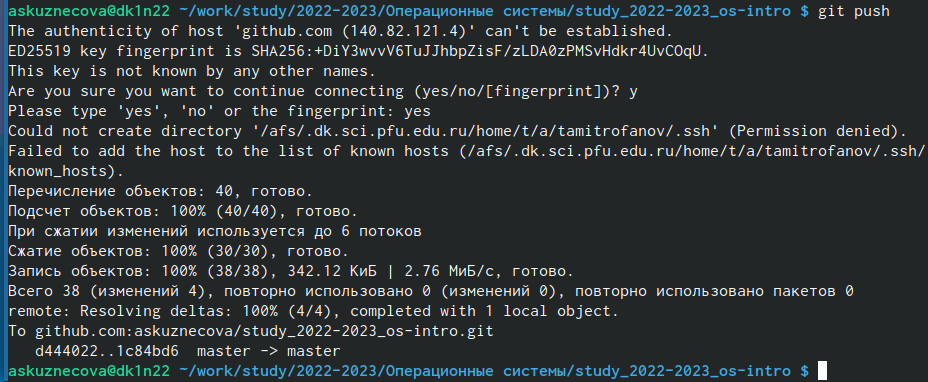 askuznecova@dk1n22 ~/work/study/2022-2023/Операционные системы/study_2022-2023_os-intro $ git push
The authenticity of host 'github.com (140.82.121.4)' can't be established.
ED25519 key fingerprint is SHA256:+DiY3wvvV6TuJJhbpZisF/zLDA0zPMSvHdkr4UvCOqU.
This key is not known by any other names.
Are you sure you want to continue connecting (yes/no/[fingerprint])? y
Please type 'yes', 'no' or the fingerprint: yes
Could not create directory '/afs/.dk.sci.pfu.edu.ru/home/t/a/tamitrofanov/.ssh' (Permission denied).
Failed to add the host to the list of known hosts (/afs/.dk.sci.pfu.edu.ru/home/t/a/tamitrofanov/.ssh/
known_hosts).
Перечисление объектов: 40, готово.
Подсчет объектов: 100% (40/40), готово.
При сжатии изменений используется до 6 потоков
Сжатие объектов: 100% (30/30), готово.
Запись объектов: 100% (38/38), 342.12 КиБ | 2.76 МиБ/с, готово.
Всего 38 (изменений 4), повторно использовано 0 (изменений 0), повторно использовано пакетов 0
remote: Resolving deltas: 100% (4/4), completed with 1 local object.
To github.com:askuznecova/study_2022-2023_os-intro.git
   d444022..1c84bd6  master -> master
askuznecova@dk1n22 ~/work/study/2022-2023/Операционные системы/study_2022-2023_os-intro $